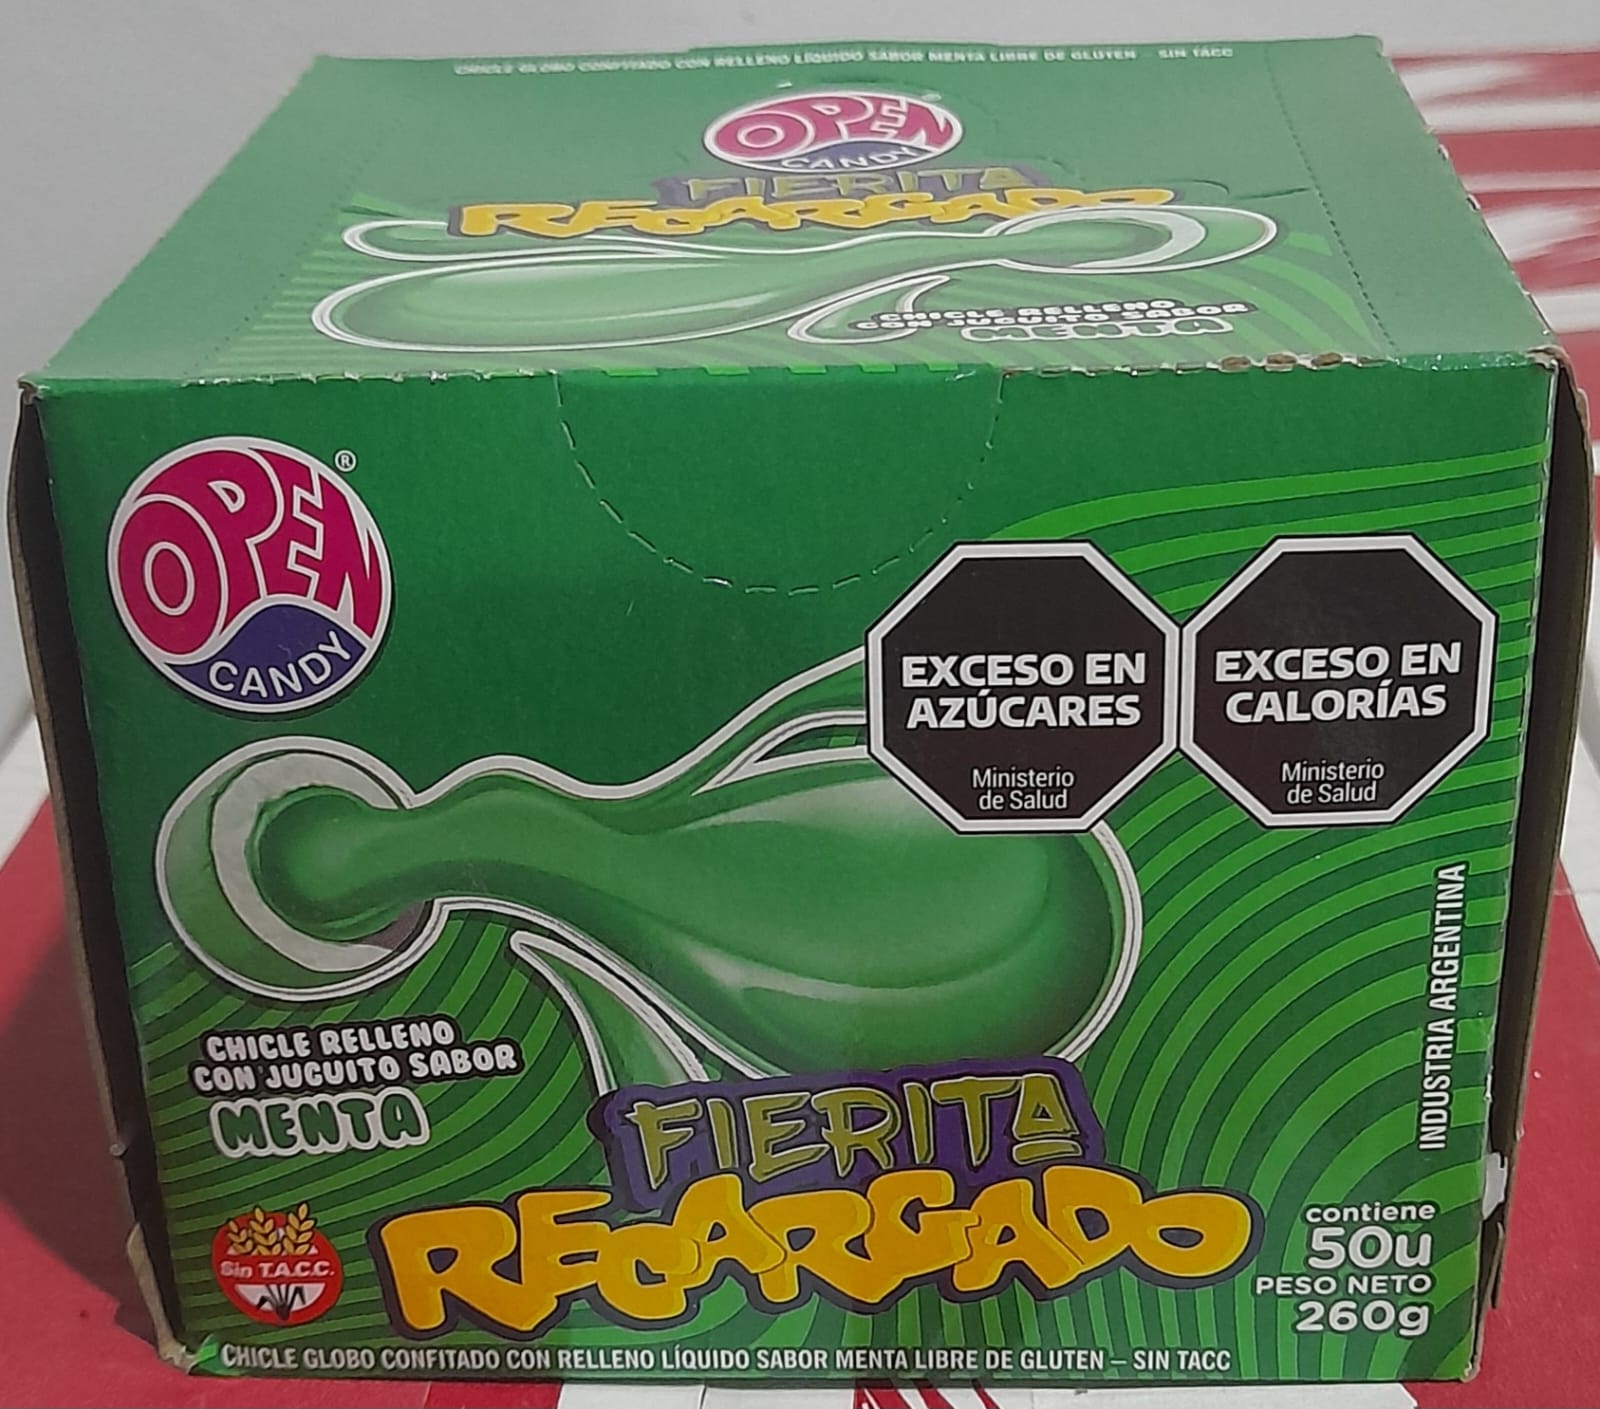 CHICLE GLOBO CONFITADO CON RELLENO LÍQUIDO SABOR MENTA LIBRE DE GLUTEN – SIN TACC
OPEN
CANDY
FIERITA
RECARGADO
CHICLE RELLENO
CON JUGUITO SABOR
MENTA
OPEN®
CANDY
EXCESO EN
AZÚCARES
Ministerio
de Salud
EXCESO EN
CALORÍAS
Ministerio
de Salud
INDUSTRIA ARGENTINA
CHICLE RELLENO
CON JUGUITO SABOR
MENTA
FIERITA
RECARGADO
Sin T.A.C.C.
contiene
50u
PESO NETO
260g
CHICLE GLOBO CONFITADO CON RELLENO LÍQUIDO SABOR MENTA LIBRE DE GLUTEN – SIN TACC